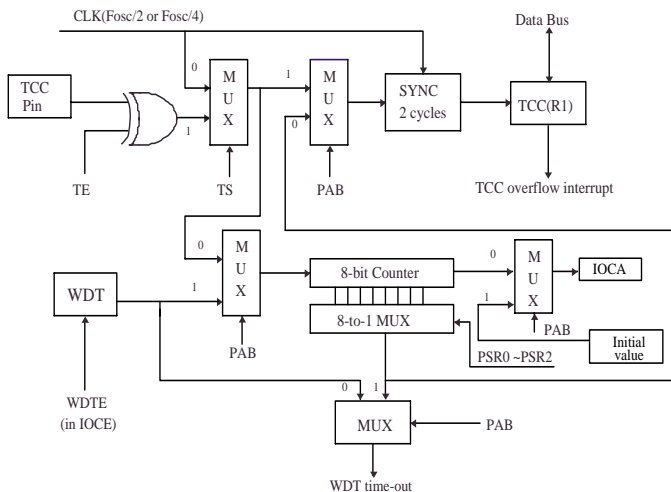 CLK(Fosc/2 or Fosc/4)
Data Bus
TCC
Pin
0
1
M
U
X
1
0
M
U
X
SYNC
2 cycles
TCC(R1)
TE
TS
PAB
TCC overflow interrupt
0
1
M
U
X
WDT
8-bit Counter
8-to-1 MUX
0
1
M
U
X
IOCA
PAB
PAB
PSR0 ~PSR2
Initial
value
WDTE
(in IOCE)
0
1
MUX
PAB
WDT time-out